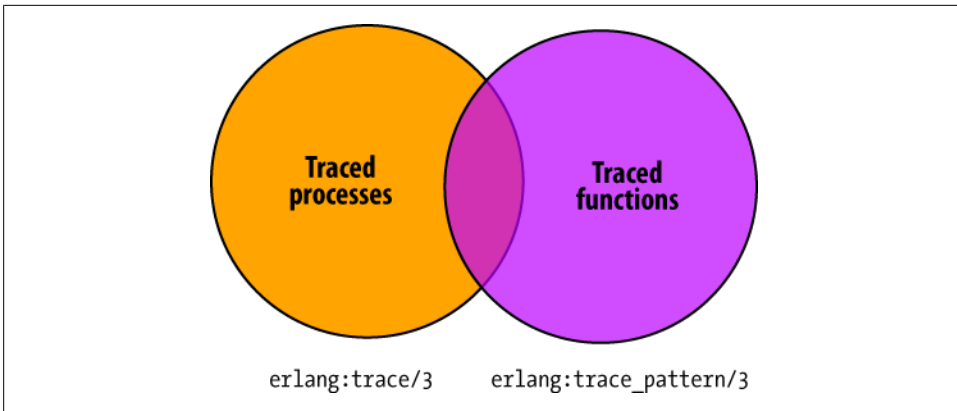 Traced
processes
Traced
functions
erlang:trace/3
erlang:trace_pattern/3